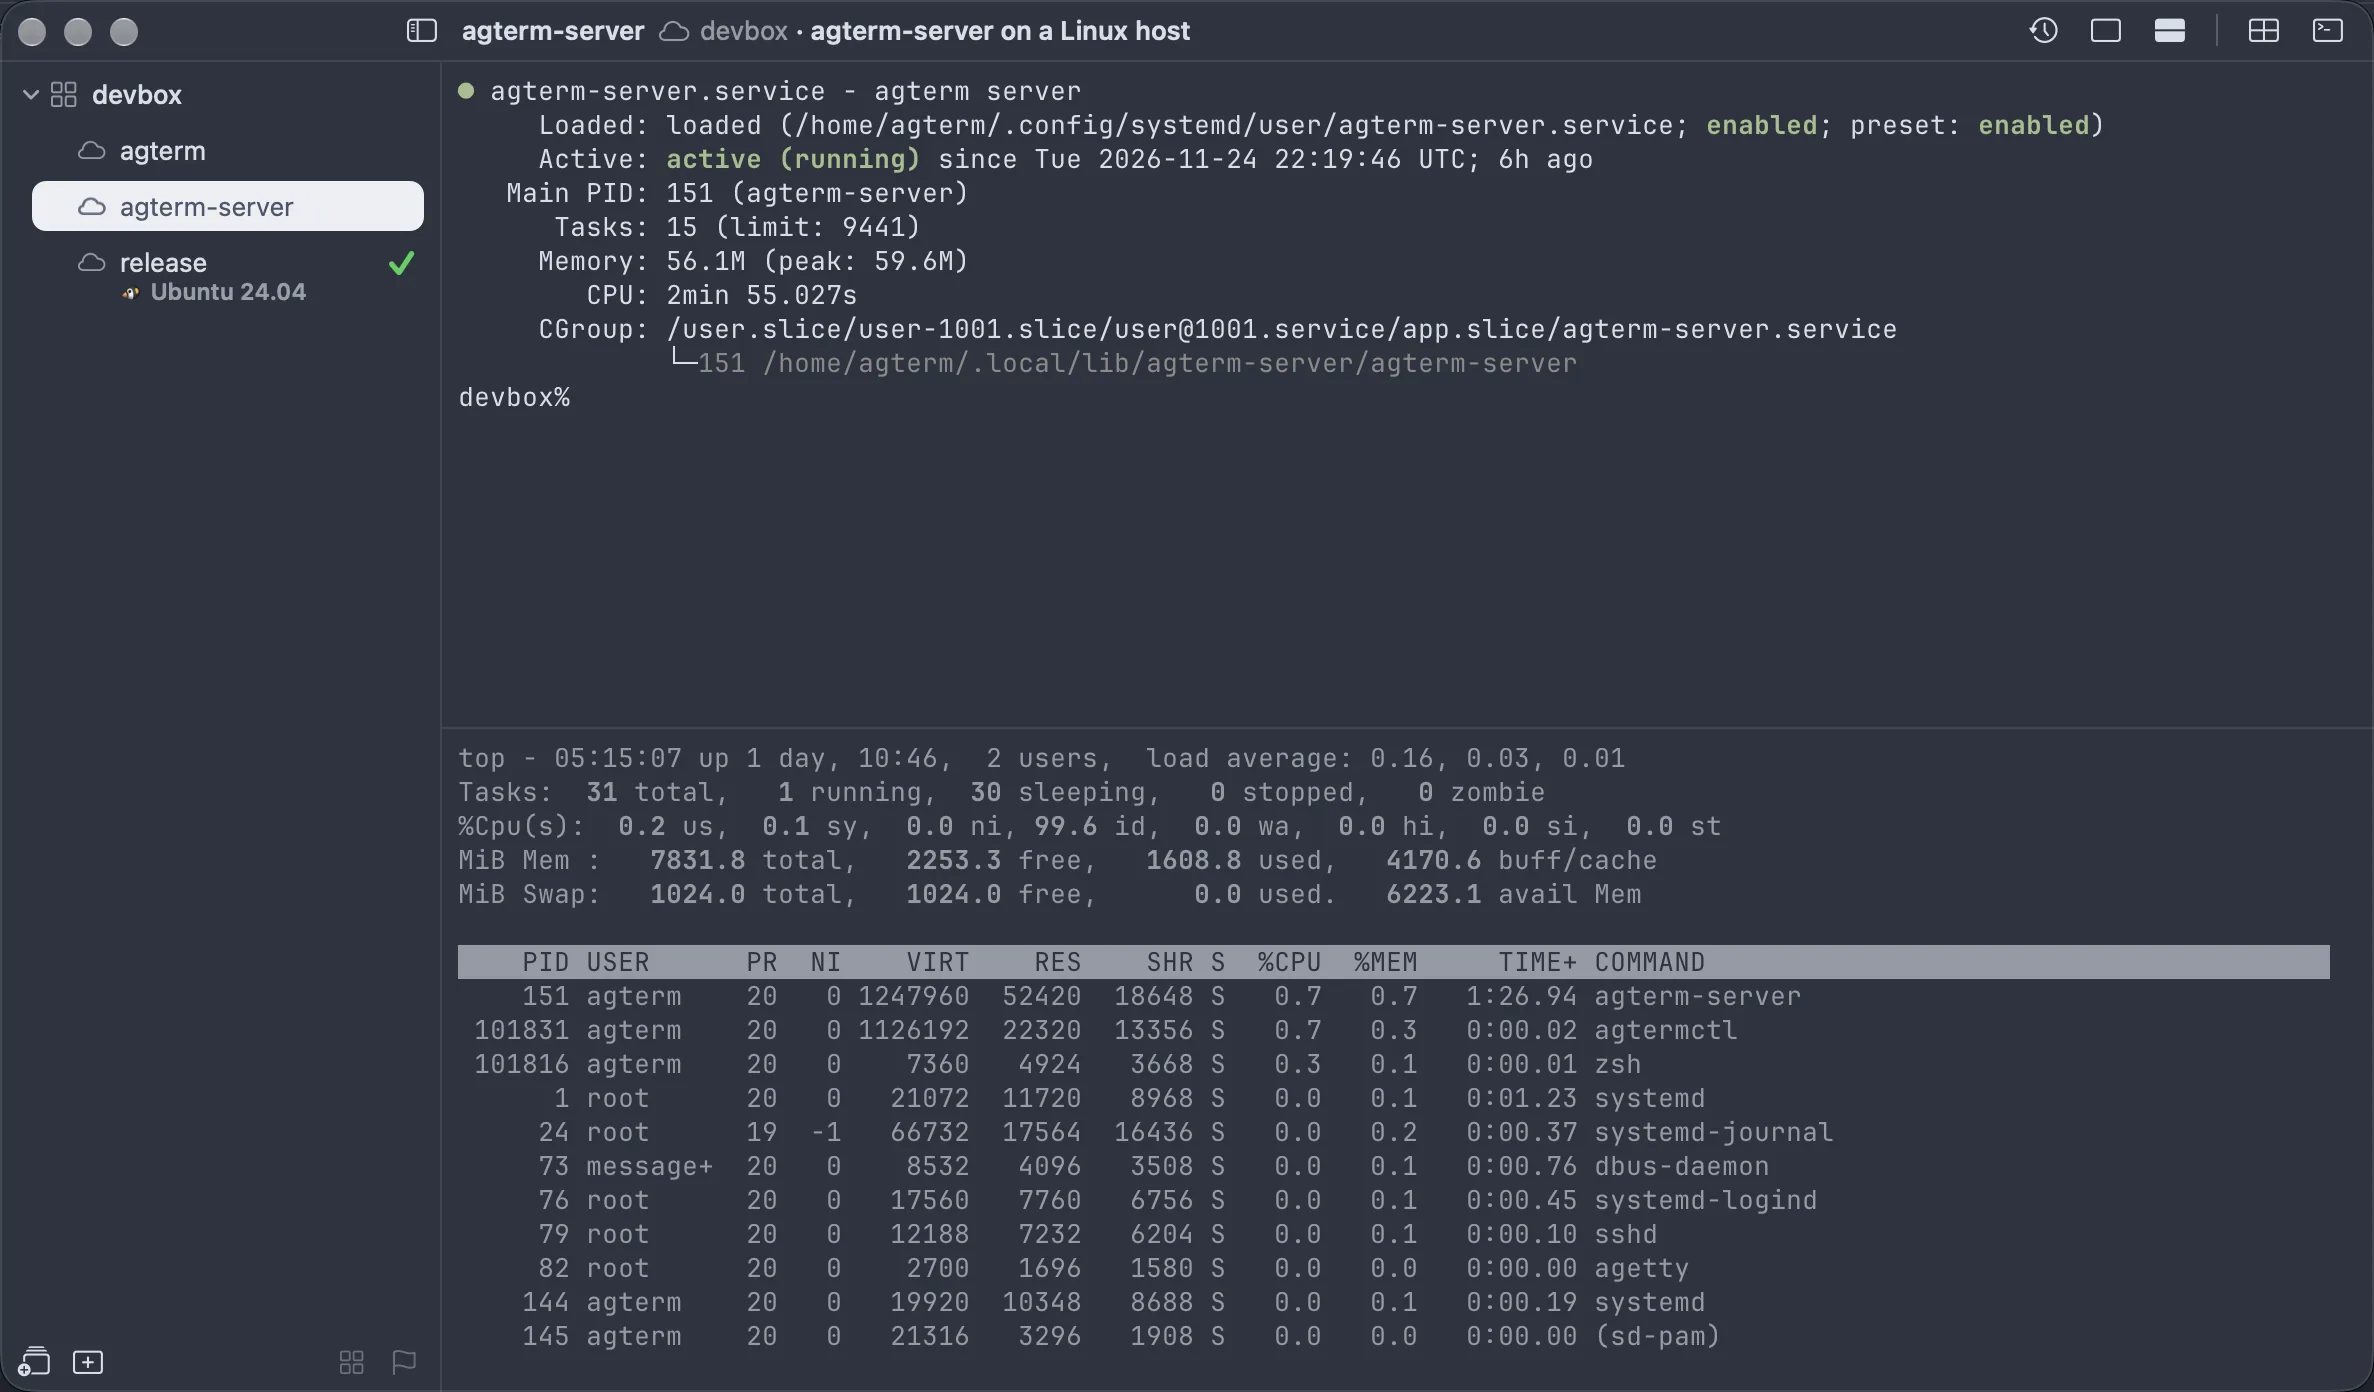 agterm-server devbox · agterm-server on a Linux host
devbox
agterm
agterm-server
release
Ubuntu 24.04
● agterm-server.service - agterm server
Loaded: loaded (/home/agterm/.config/systemd/user/agterm-server.service; enabled; preset: enabled)
Active: active (running) since Tue 2026-11-24 22:19:46 UTC; 6h ago
Main PID: 151 (agterm-server)
Tasks: 15 (limit: 9441)
Memory: 56.1M (peak: 59.6M)
CPU: 2min 55.027s
CGroup: /user.slice/user-1001.slice/user@1001.service/app.slice/agterm-server.service
└─151 /home/agterm/.local/lib/agterm-server/agterm-server
devbox%
top - 05:15:07 up 1 day, 10:46,  2 users,  load average: 0.16, 0.03, 0.01
Tasks:  31 total,   1 running,  30 sleeping,   0 stopped,   0 zombie
%Cpu(s):  0.2 us,  0.1 sy,  0.0 ni, 99.6 id,  0.0 wa,  0.0 hi,  0.0 si,  0.0 st
MiB Mem :   7831.8 total,   2253.3 free,   1608.8 used,   4170.6 buff/cache
MiB Swap:   1024.0 total,   1024.0 free,      0.0 used.   6223.1 avail Mem
PID USER      PR  NI    VIRT    RES    SHR S  %CPU  %MEM     TIME+ COMMAND
151 agterm    20   0 1247960  52420  18648 S   0.7   0.7   1:26.94 agterm-server
101831 agterm    20   0 1126192  22320  13356 S   0.7   0.3   0:00.02 agtermctl
101816 agterm    20   0    7360   4924   3668 S   0.3   0.1   0:00.01 zsh
1 root      20   0   21072  11720   8968 S   0.0   0.1   0:01.23 systemd
24 root      19  -1   66732  17564  16436 S   0.0   0.2   0:00.37 systemd-journal
73 message+  20   0    8532   4096   3508 S   0.0   0.1   0:00.76 dbus-daemon
76 root      20   0   17560   7760   6756 S   0.0   0.1   0:00.45 systemd-logind
79 root      20   0   12188   7232   6204 S   0.0   0.1   0:00.10 sshd
82 root      20   0    2700   1696   1580 S   0.0   0.0   0:00.00 agetty
144 agterm    20   0   19920  10348   8688 S   0.0   0.1   0:00.19 systemd
145 agterm    20   0   21316   3296   1908 S   0.0   0.0   0:00.00 (sd-pam)